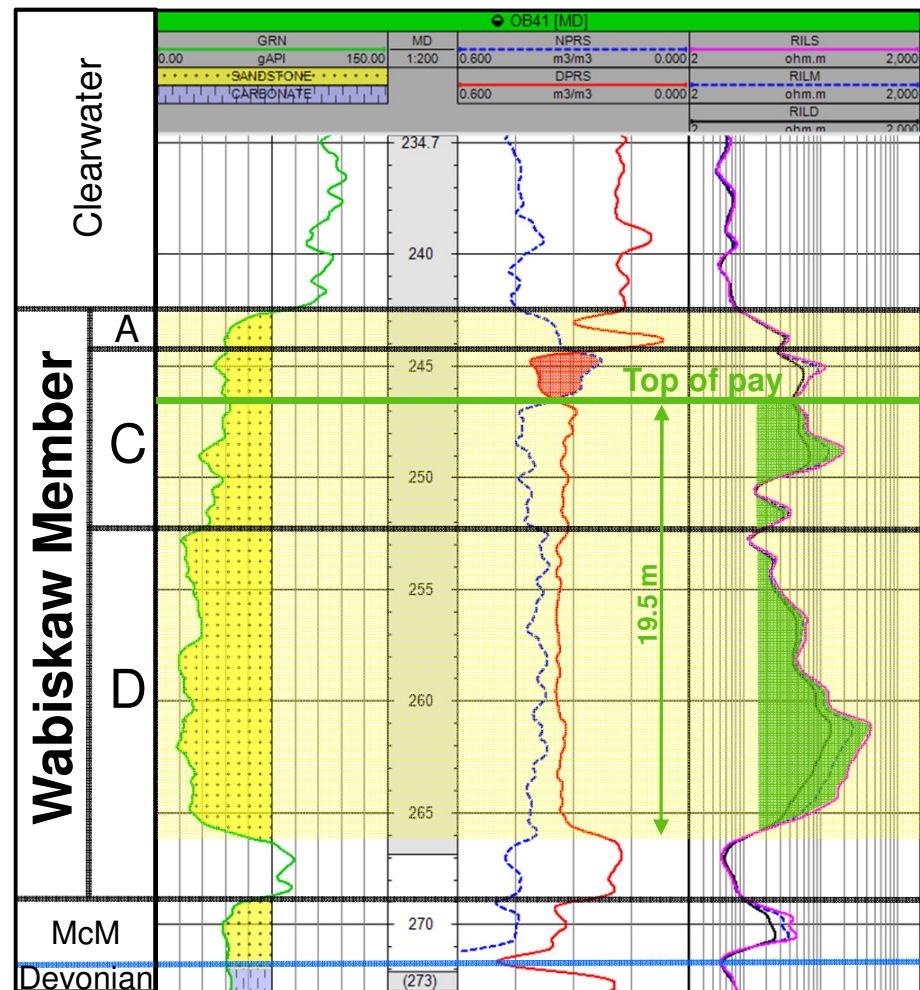 OB41 [MD]
GRN MD NPRS RILS
0.00 gAPI 150.00 1:200 0.600 m3/m3 0.000 2 ohm.m 2,000
SANDSTONE DPRS RILM
CARBONATE 0.600 m3/m3 0.000 2 ohm.m 2,000
RILD
2 ohm.m 2,000
Clearwater
234.7
240
Wabiskaw Member
A
245
Top of pay
C
250
19.5 m
255
D
260
265
McM
270
Devonian
(273)